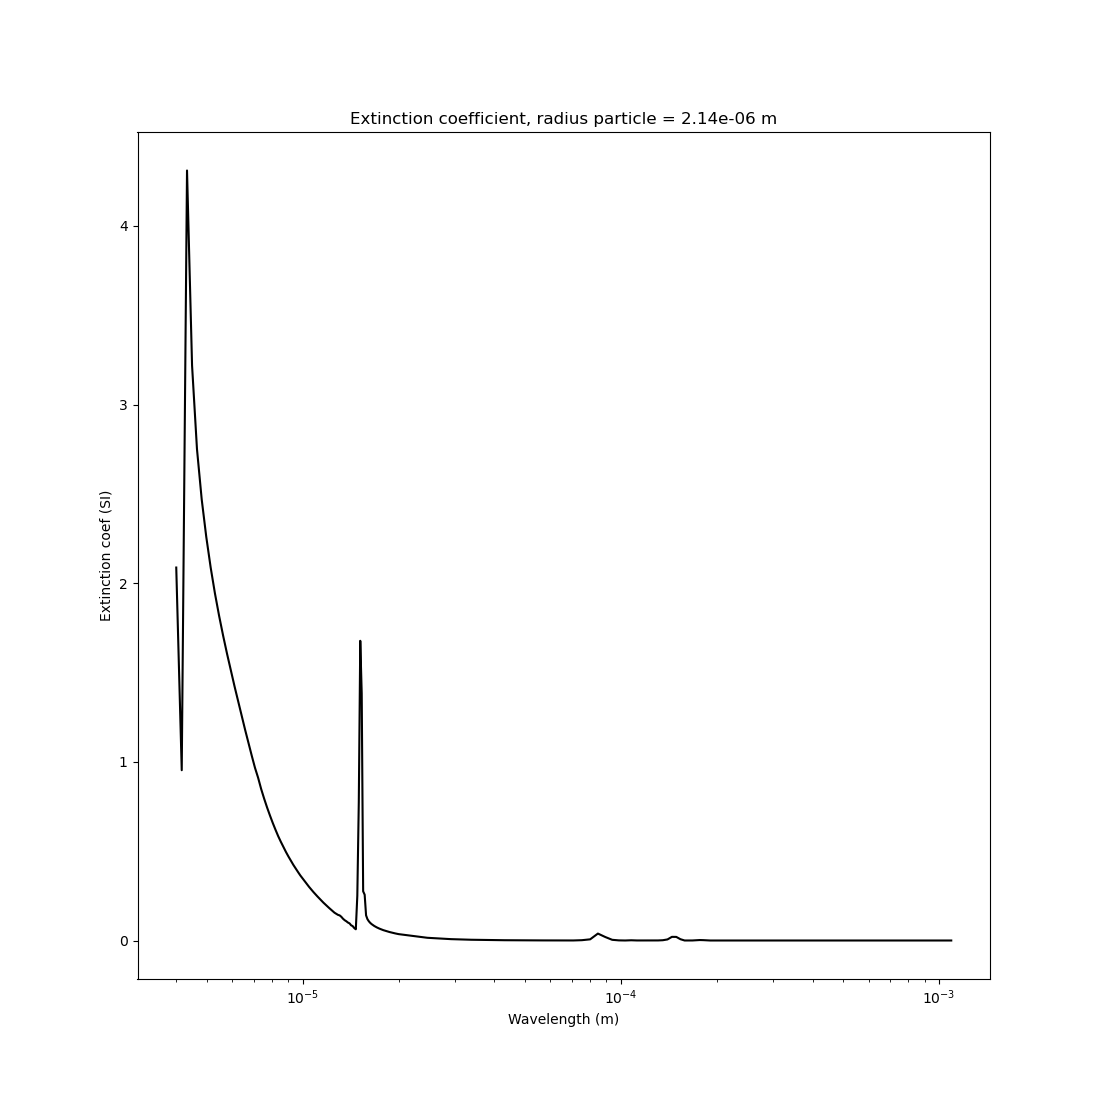 Extinction coefficient, radius particle = 2.14e-06 m
Extinction coef (SI)
4
3
2
1
0
10⁻⁵ 10⁻⁴ 10⁻³
Wavelength (m)